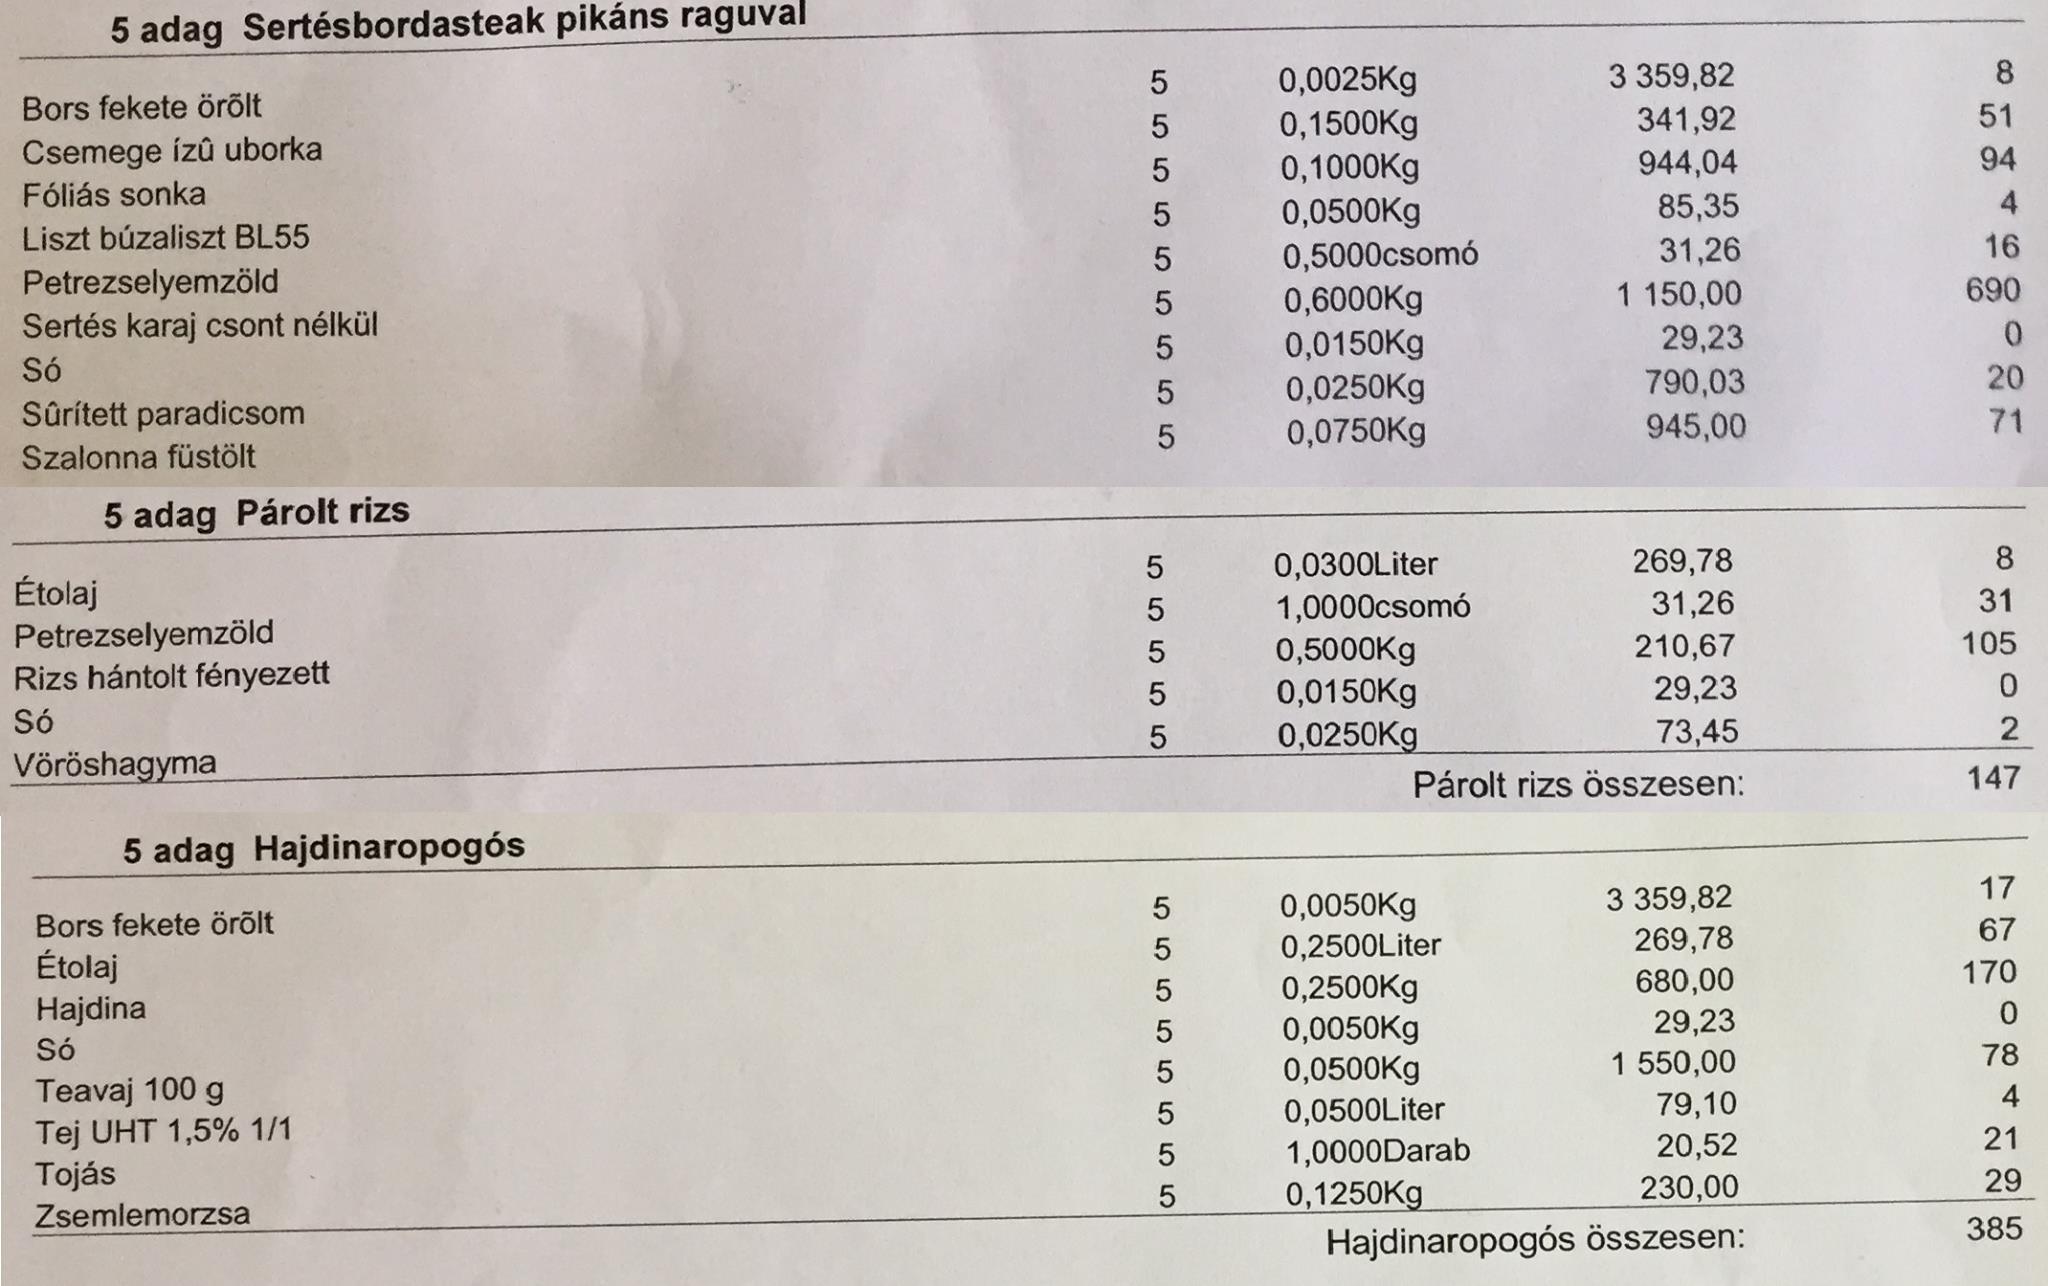 5 adag Sertésbordasteak pikáns raguval
Bors fekete örõlt 5 0,0025Kg 3 359,82 8
Csemege ízû uborka 5 0,1500Kg 341,92 51
Fóliás sonka 5 0,1000Kg 944,04 94
Liszt búzaliszt BL55 5 0,0500Kg 85,35 4
Petrezselyemzöld 5 0,5000csomó 31,26 16
Sertés karaj csont nélkül 5 0,6000Kg 1 150,00 690
Só 5 0,0150Kg 29,23 0
Sûrített paradicsom 5 0,0250Kg 790,03 20
Szalonna füstölt 5 0,0750Kg 945,00 71
5 adag Párolt rizs
Étolaj 5 0,0300Liter 269,78 8
Petrezselyemzöld 5 1,0000csomó 31,26 31
Rizs hántolt fényezett 5 0,5000Kg 210,67 105
Só 5 0,0150Kg 29,23 0
Vöröshagyma 5 0,0250Kg 73,45 2
Párolt rizs összesen: 147
5 adag Hajdinaropogós
Bors fekete örõlt 5 0,0050Kg 3 359,82 17
Étolaj 5 0,2500Liter 269,78 67
Hajdina 5 0,2500Kg 680,00 170
Só 5 0,0050Kg 29,23 0
Teavaj 100 g 5 0,0500Kg 1 550,00 78
Tej UHT 1,5% 1/1 5 0,0500Liter 79,10 4
Tojás 5 1,0000Darab 20,52 21
Zsemlemorzsa 5 0,1250Kg 230,00 29
Hajdinaropogós összesen: 385